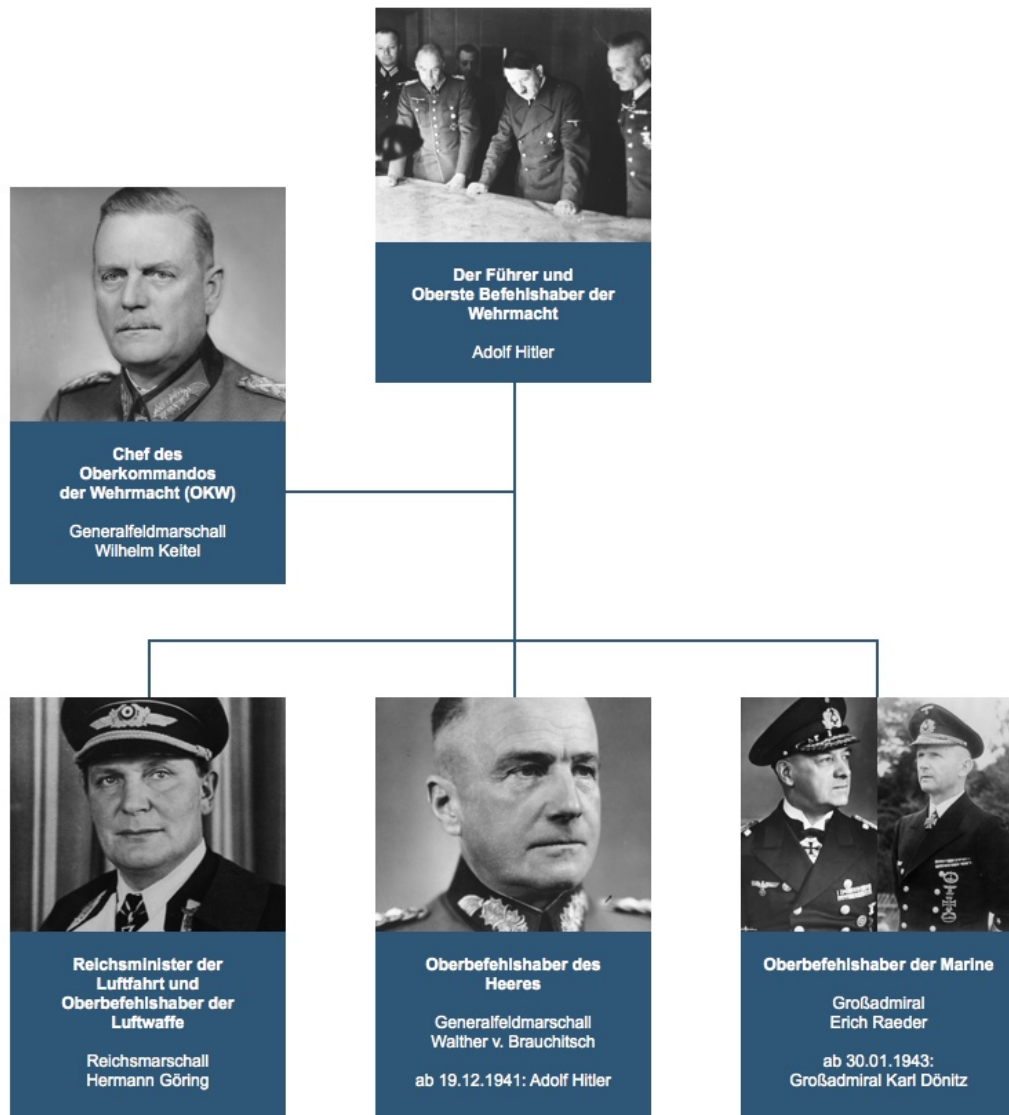 Der Führer und
Oberste Befehlshaber der
Wehrmacht
Adolf Hitler
Chef des
Oberkommandos
der Wehrmacht (OKW)
Generalfeldmarschall
Wilhelm Keitel
Reichsminister der
Luftfahrt und
Oberbefehlshaber der
Luftwaffe
Reichsmarschall
Hermann Göring
Oberbefehlshaber des
Heeres
Generalfeldmarschall
Walther v. Brauchitsch
ab 19.12.1941: Adolf Hitler
Oberbefehlshaber der Marine
Großadmiral
Erich Raeder
ab 30.01.1943:
Großadmiral Karl Dönitz